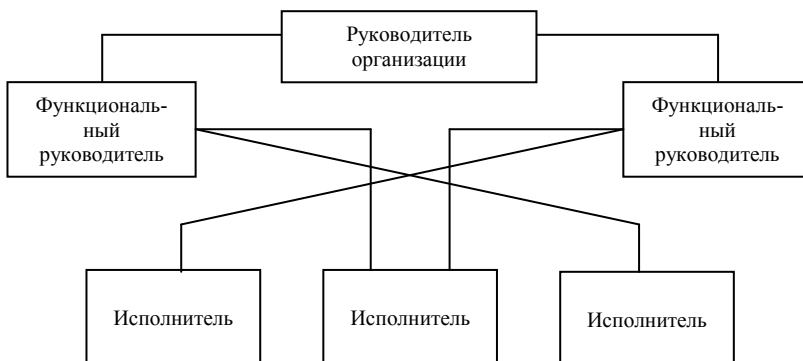 Руководитель
организации
Функциональ-
ный
руководитель
Функциональ-
ный
руководитель
Исполнитель
Исполнитель
Исполнитель